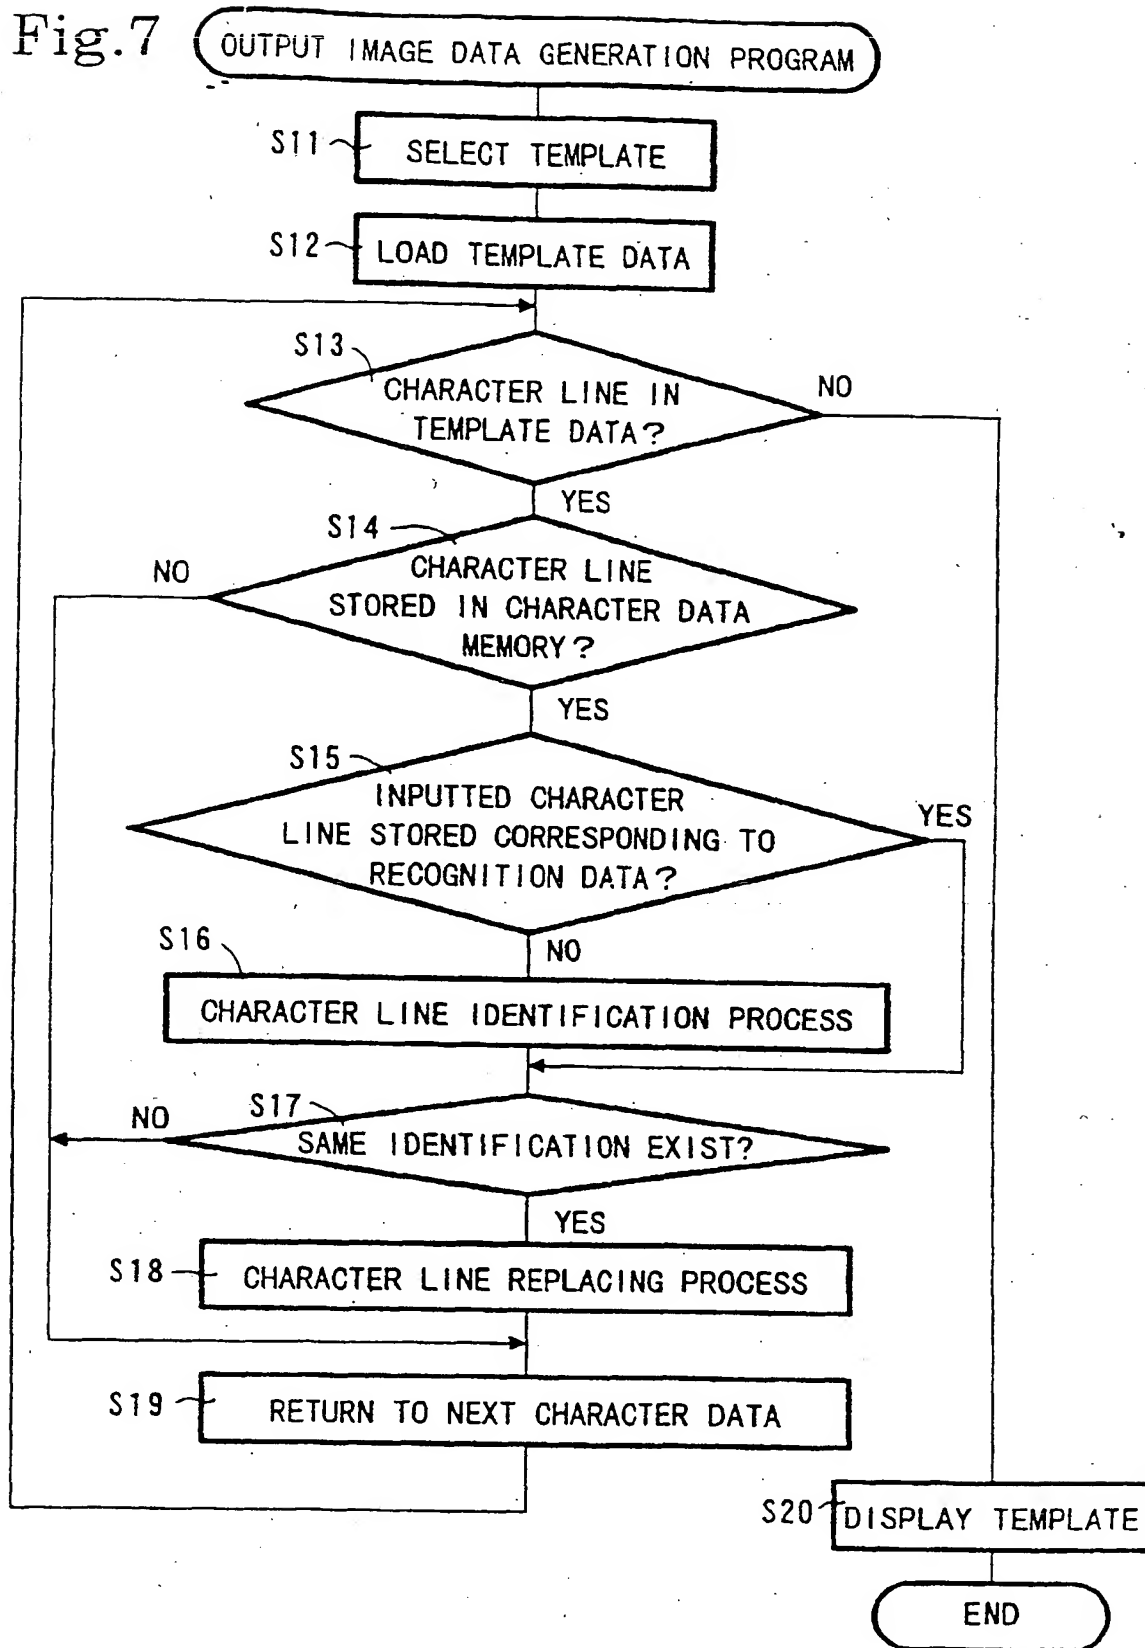 Fig.7
OUTPUT IMAGE DATA GENERATION PROGRAM
S11
SELECT TEMPLATE
S12
LOAD TEMPLATE DATA
S13
CHARACTER LINE IN
TEMPLATE DATA?
NO
YES
S14
CHARACTER LINE
STORED IN CHARACTER DATA
MEMORY?
NO
YES
S15
INPUTTED CHARACTER
LINE STORED CORRESPONDING TO
RECOGNITION DATA?
YES
NO
S16
CHARACTER LINE IDENTIFICATION PROCESS
S17
SAME IDENTIFICATION EXIST?
NO
YES
S18
CHARACTER LINE REPLACING PROCESS
S19
RETURN TO NEXT CHARACTER DATA
S20
DISPLAY TEMPLATE
END